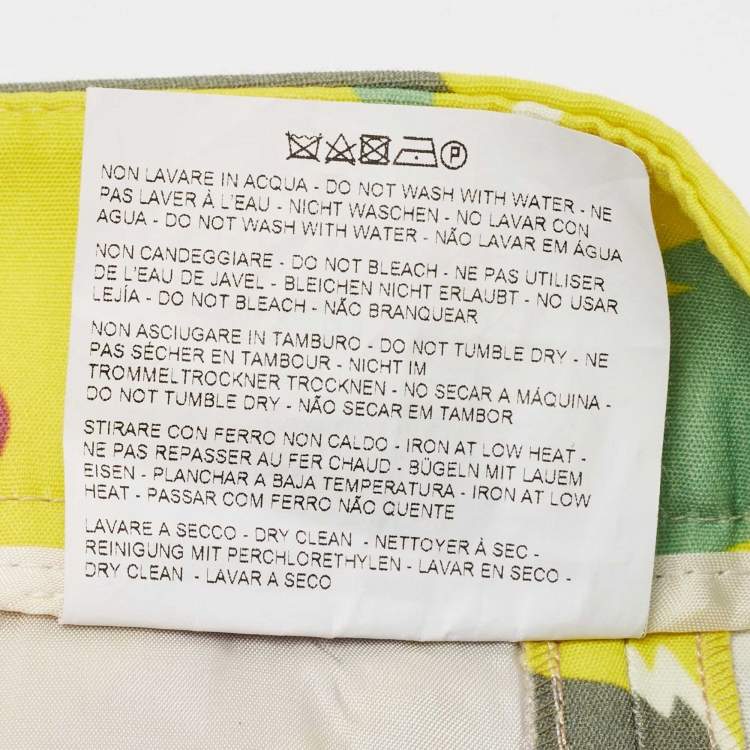 P
NON LAVARE IN ACQUA - DO NOT WASH WITH WATER - NE
PAS LAVER À L'EAU - NICHT WASCHEN - NO LAVAR CON
AGUA - DO NOT WASH WITH WATER - NÃO LAVAR EM ÁGUA
NON CANDEGGIARE - DO NOT BLEACH - NE PAS UTILISER
DE L'EAU DE JAVEL - BLEICHEN NICHT ERLAUBT - NO USAR
LEJÍA - DO NOT BLEACH - NÃO BRANQUEAR
NON ASCIUGARE IN TAMBURO - DO NOT TUMBLE DRY - NE
PAS SÉCHER EN TAMBOUR - NICHT IM
TROMMELTROCKNER TROCKNEN - NO SECAR A MÁQUINA -
DO NOT TUMBLE DRY - NÃO SECAR EM TAMBOR
STIRARE CON FERRO NON CALDO - IRON AT LOW HEAT -
NE PAS REPASSER AU FER CHAUD - BÜGELN MIT LAUEM
EISEN - PLANCHAR A BAJA TEMPERATURA - IRON AT LOW
HEAT - PASSAR COM FERRO NÃO QUENTE
LAVARE A SECCO - DRY CLEAN - NETTOYER À SEC -
REINIGUNG MIT PERCHLORETHYLEN - LAVAR EN SECO -
DRY CLEAN - LAVAR A SECO